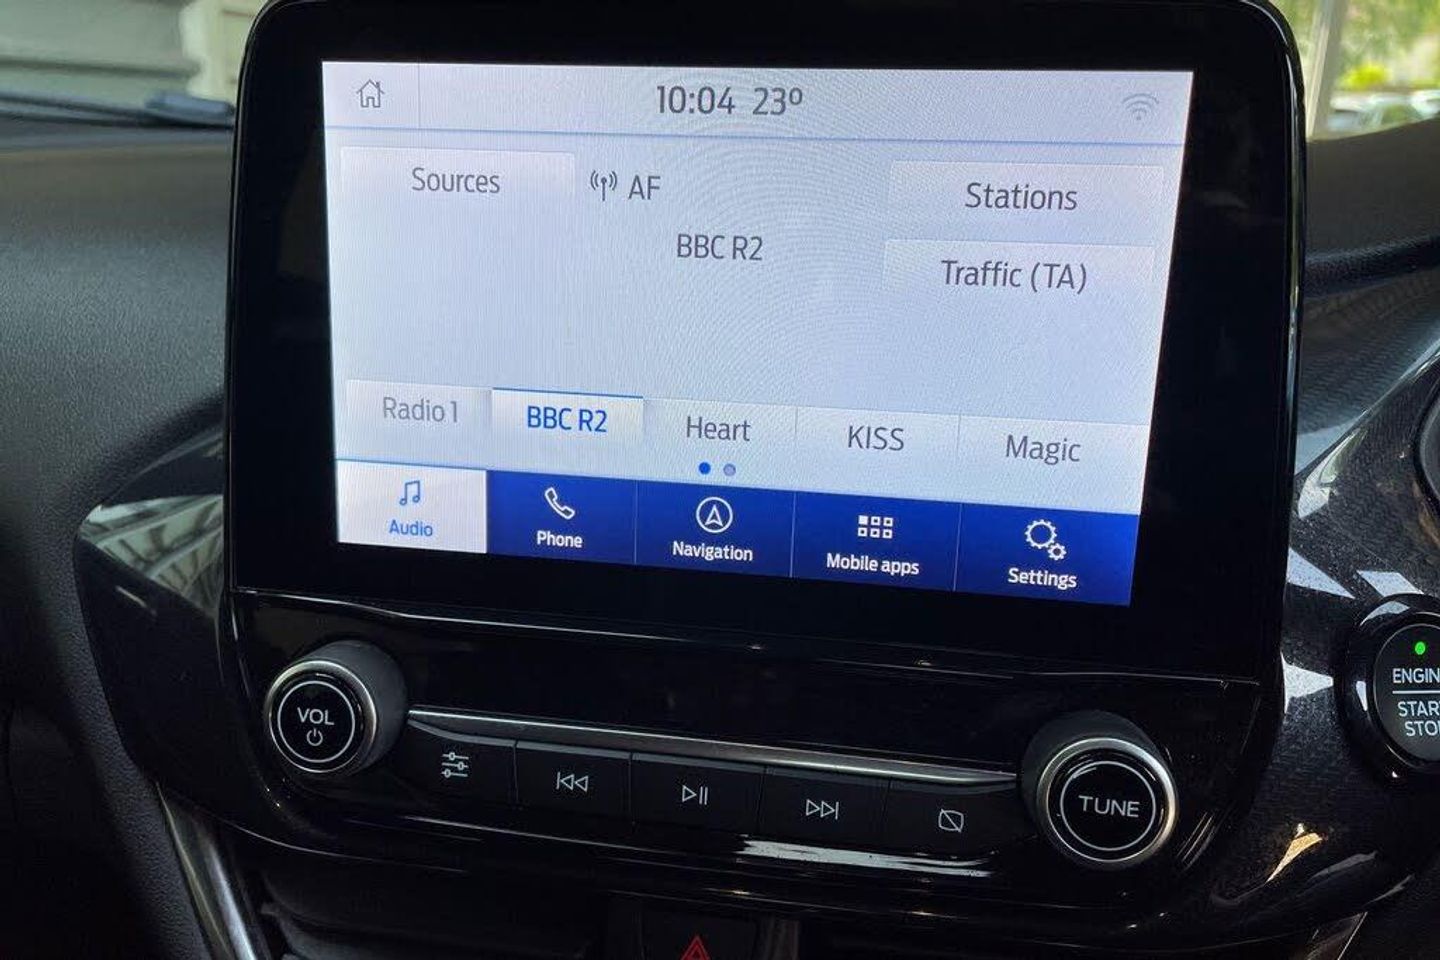 10:04 23º
Sources
AF
Stations
BBC R2
Traffic (TA)
Radio 1
BBC R2
Heart
KISS
Magic
Audio
Phone
Navigation
Mobile apps
Settings
VOL
TUNE
ENGIN
STAR
STO